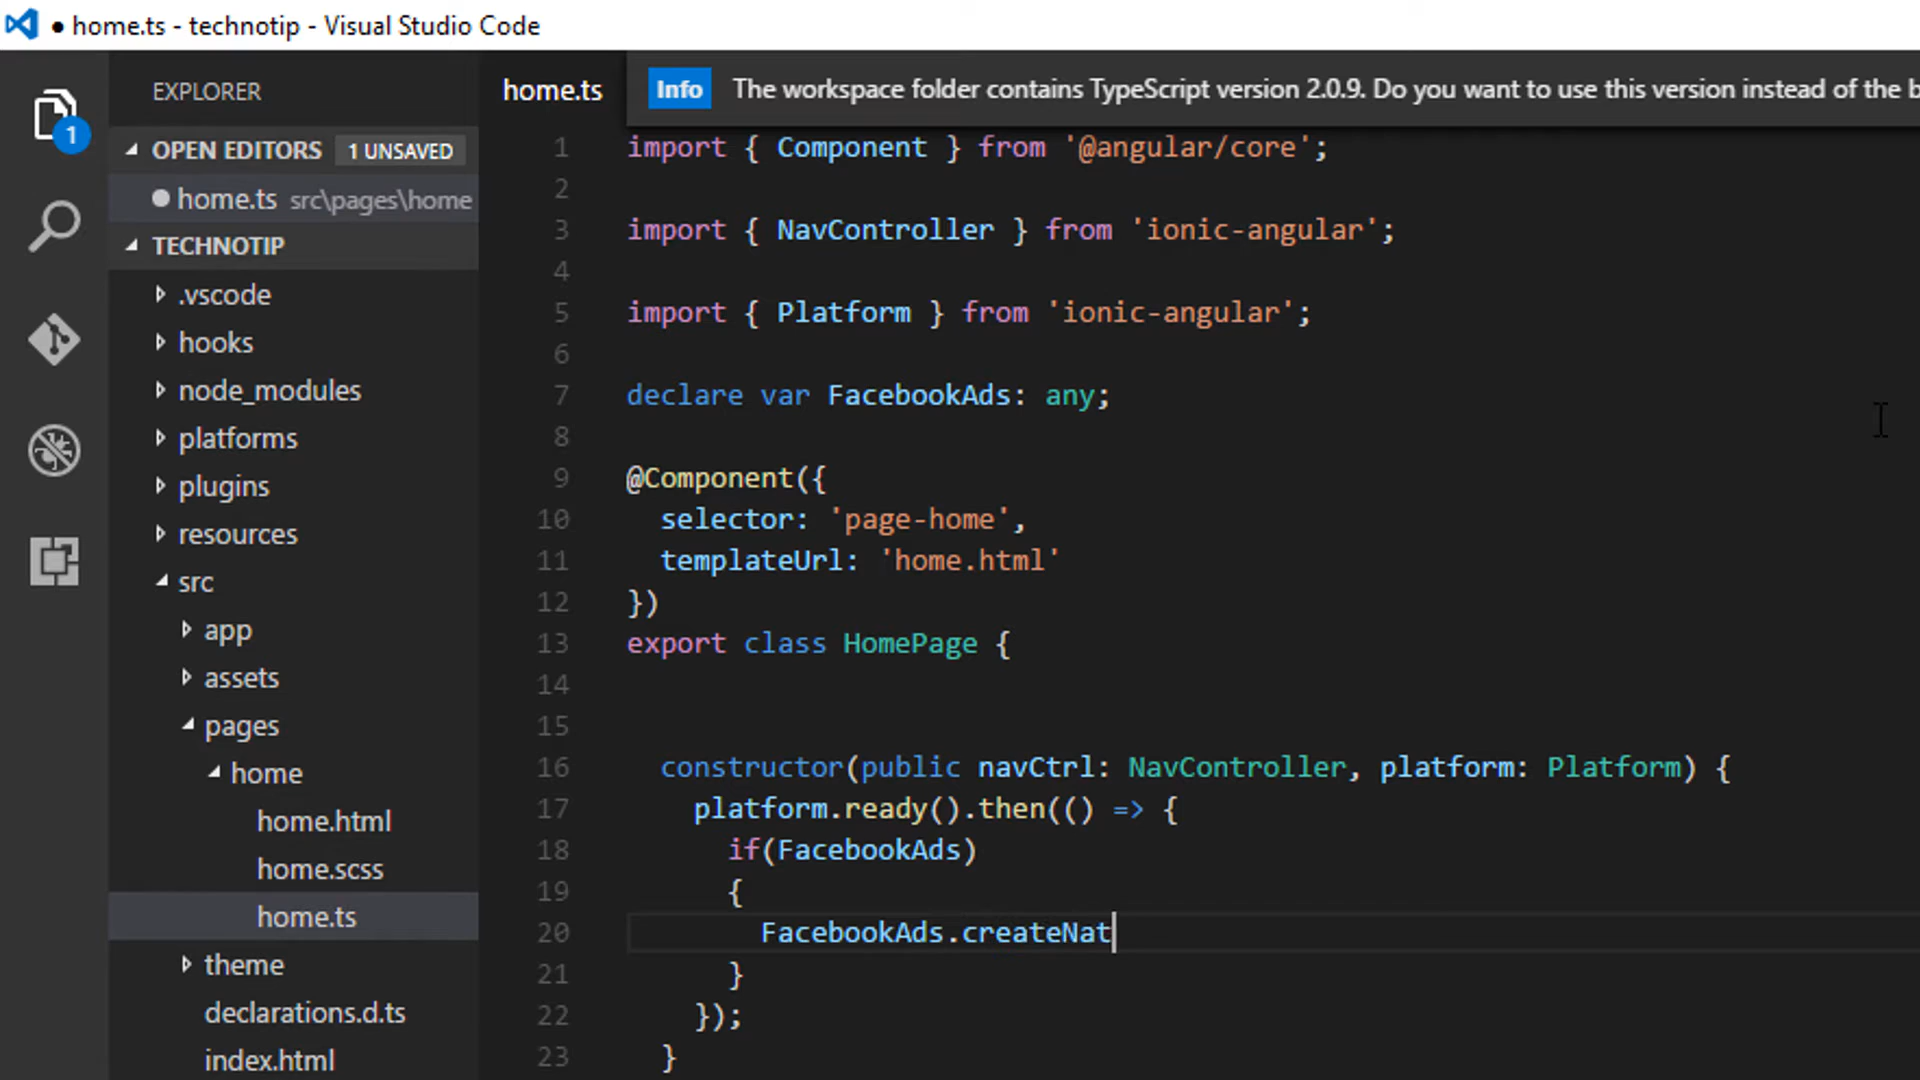 ● home.ts - technotip - Visual Studio Code
EXPLORER
1
OPEN EDITORS 1 UNSAVED
home.ts src\pages\home
TECHNOTIP
.vscode
hooks
node_modules
platforms
plugins
resources
src
app
assets
pages
home
home.html
home.scss
home.ts
theme
declarations.d.ts
index.html
home.ts
Info The workspace folder contains TypeScript version 2.0.9. Do you want to use this version instead of the b
1 import { Component } from '@angular/core';
2
3 import { NavController } from 'ionic-angular';
4
5 import { Platform } from 'ionic-angular';
6
7 declare var FacebookAds: any;
8
9 @Component({
10 selector: 'page-home',
11 templateUrl: 'home.html'
12 })
13 export class HomePage {
14
15
16 constructor(public navCtrl: NavController, platform: Platform) {
17 platform.ready().then(() => {
18 if(FacebookAds)
19 {
20 FacebookAds.createNat
21 }
22 });
23 }